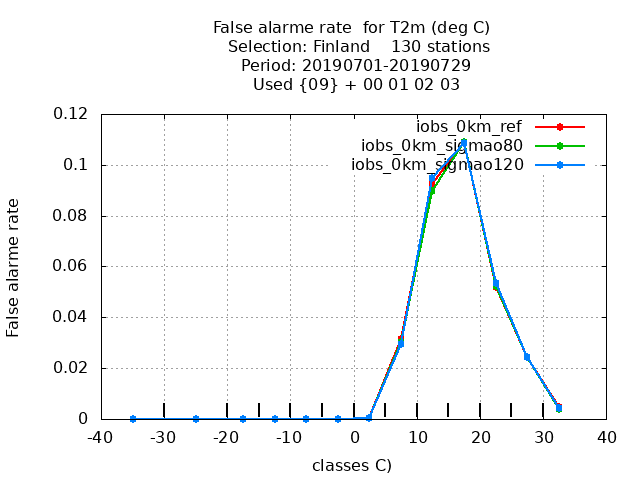 False alarme rate  for T2m (deg C)
Selection: Finland    130 stations
Period: 20190701-20190729
Used {09} + 00 01 02 03
0.12
0.1
0.08
0.06
0.04
0.02
0
False alarme rate
iobs_0km_ref
iobs_0km_sigmao80
iobs_0km_sigmao120
-40 -30 -20 -10 0 10 20 30 40
classes C)